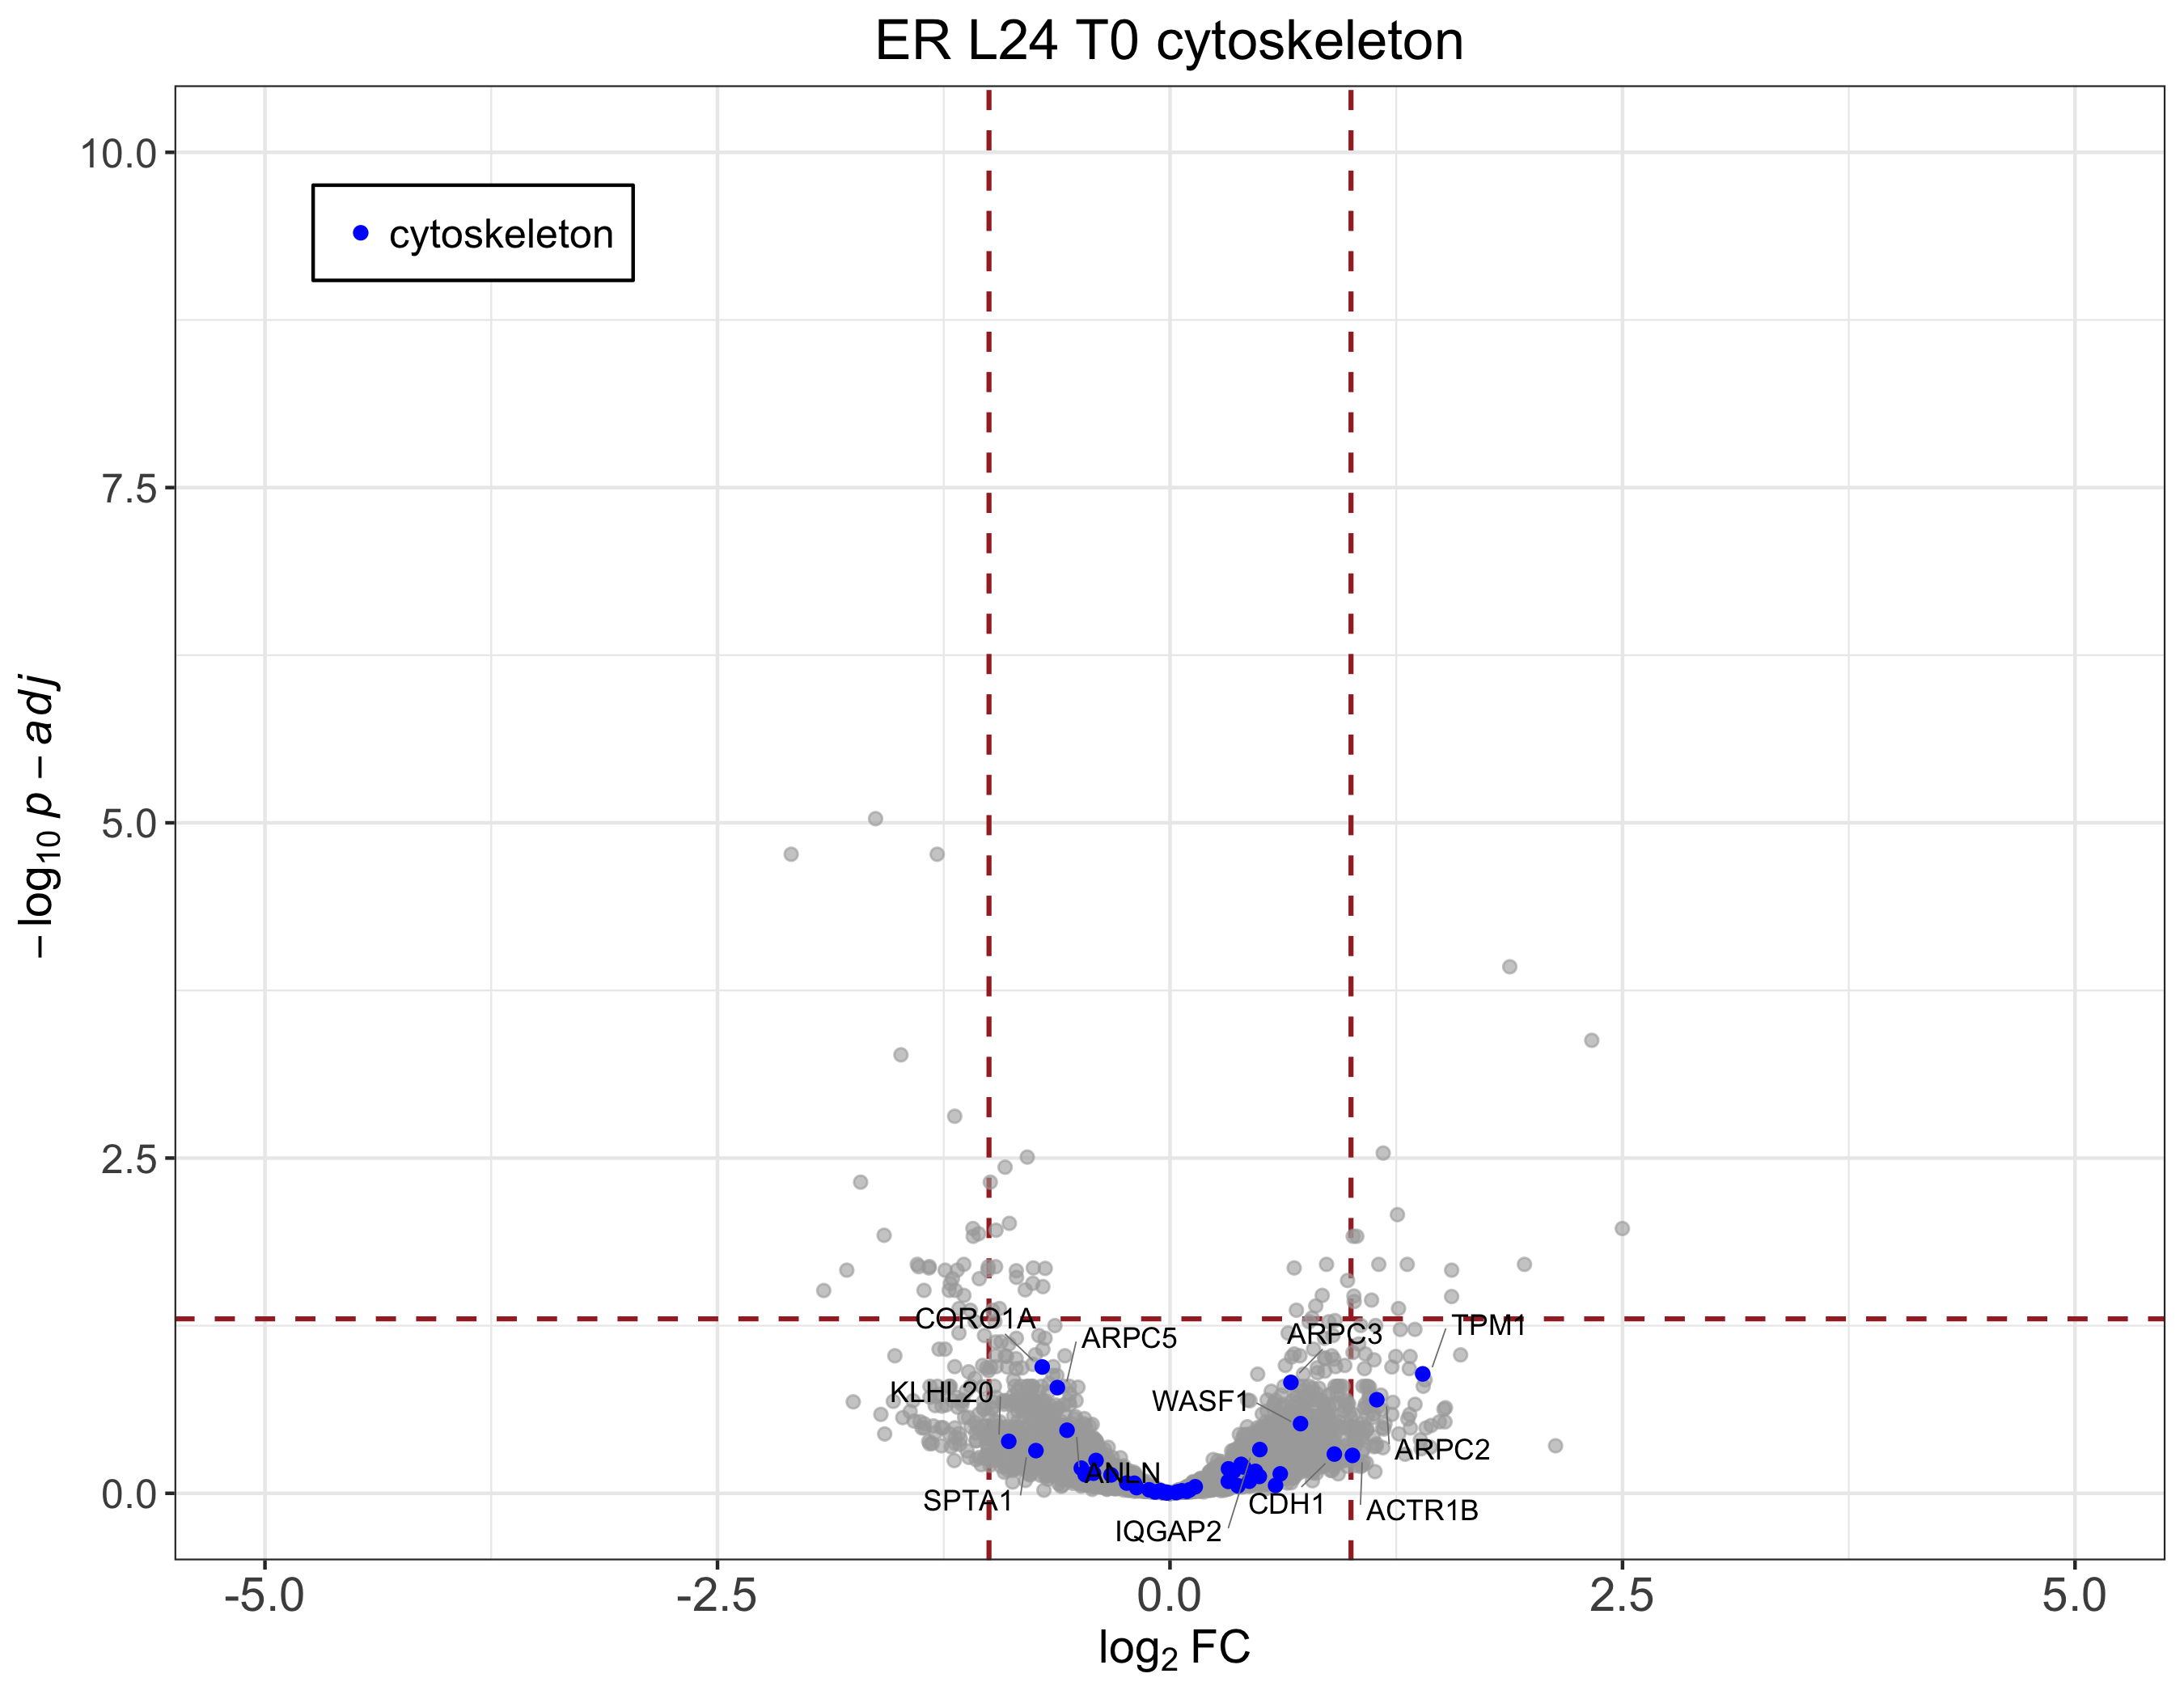 ER L24 T0 cytoskeleton
10.0
cytoskeleton
7.5
−log10 p − adj
5.0
2.5
CORO1A
ARPC5
ARPC3
TPM1
KLHL20
WASF1
ARPC2
ANLN
0.0
SPTA1
CDH1
ACTR1B
IQGAP2
-5.0
-2.5
0.0
2.5
5.0
log2 FC